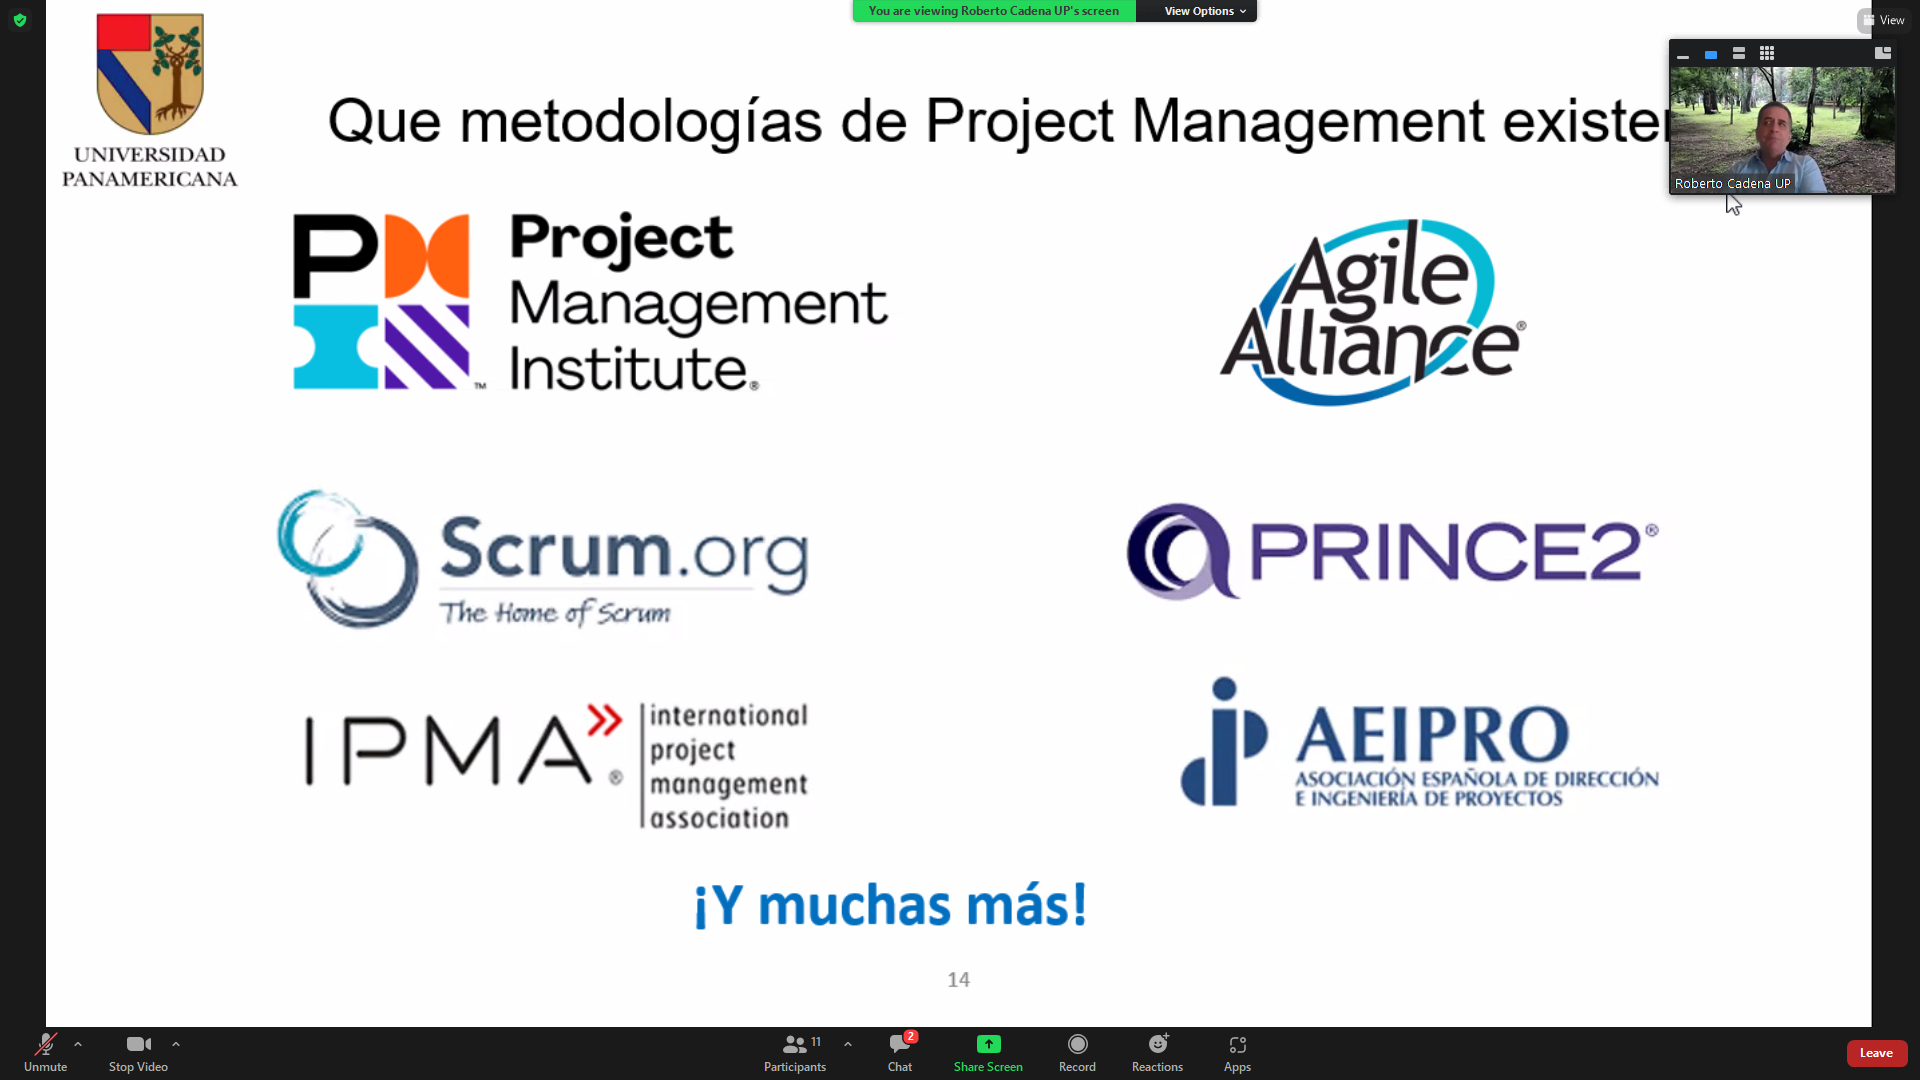 You are viewing Roberto Cadena UP's screen
View Options
View
UNIVERSIDAD
PANAMERICANA
Que metodologías de Project Management existe
Roberto Cadena UP
Project
Management
Institute.®
™
Agile
Alliance®
Scrum.org
The Home of Scrum
PRINCE2®
IPMA®
international
project
management
association
AEIPRO
ASOCIACIÓN ESPAÑOLA DE DIRECCIÓN
E INGENIERÍA DE PROYECTOS
¡Y muchas más!
14
Unmute
Stop Video
Participants
11
Chat
2
Share Screen
Record
Reactions
Apps
Leave